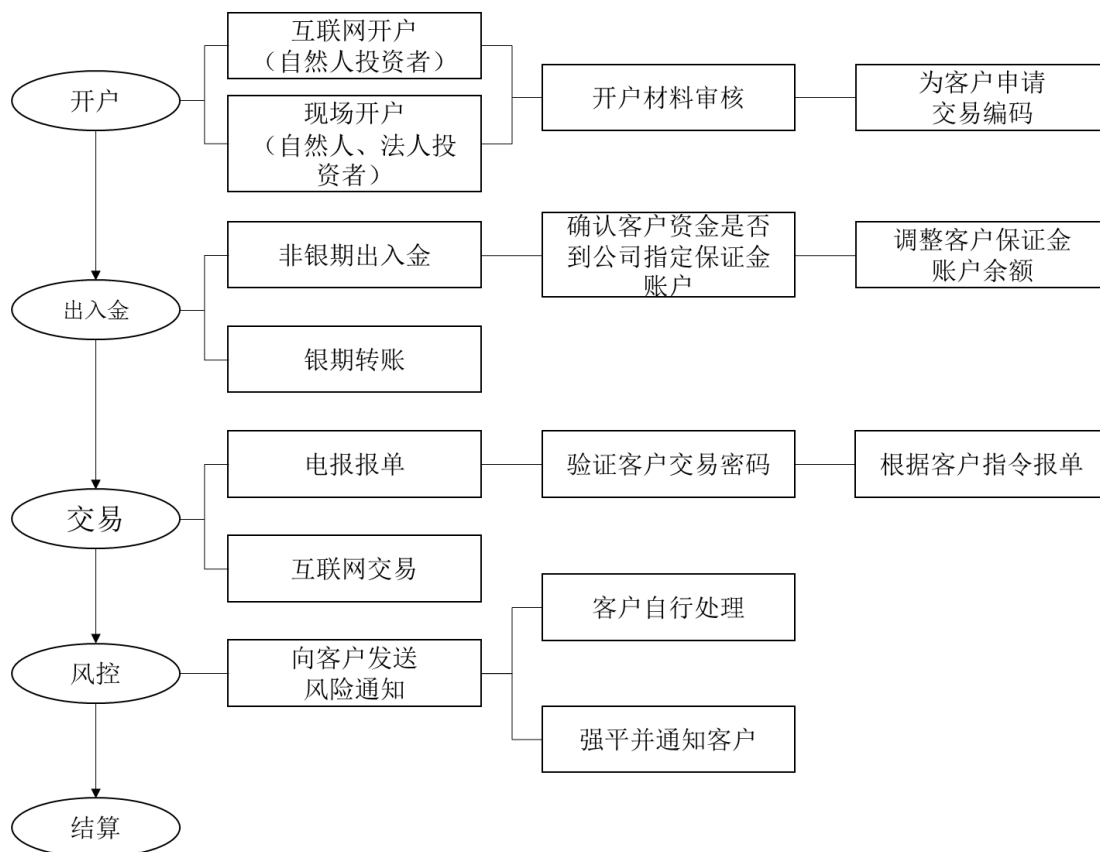 开户
互联网开户
（自然人投资者）
现场开户
（自然人、法人投
资者）
开户材料审核
为客户申请
交易编码
出入金
非银期出入金
确认客户资金是否
到公司指定保证金
账户
调整客户保证金
账户余额
银期转账
交易
电报报单
验证客户交易密码
根据客户指令报单
互联网交易
风控
向客户发送
风险通知
客户自行处理
强平并通知客户
结算